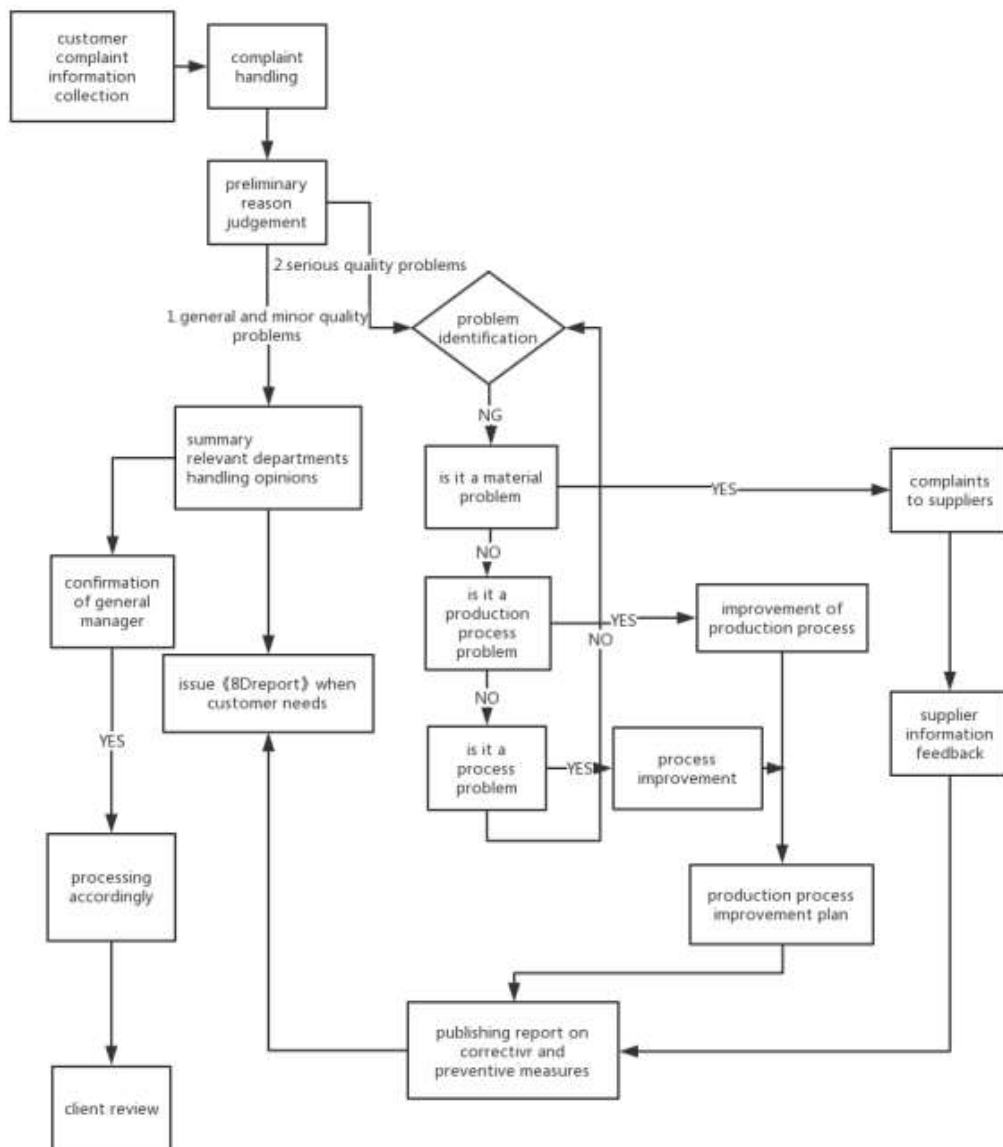 customer
complaint
information
collection
complaint
handling
preliminary
reason
judgement
2.serious quality problems
1.general and minor quality
problems
problem
identification
NG
summary
relevant departments
handling opinions
is it a material
problem
YES
complaints
to suppliers
NO
confirmation
of general
manager
is it a
production
process
problem
YES
improvement of
production process
NO
issue《8Dreport》when
customer needs
NO
supplier
information
feedback
YES
is it a
process
problem
YES
process
improvement
processing
accordingly
production process
improvement plan
publishing report on
correctivr and
preventive measures
client review